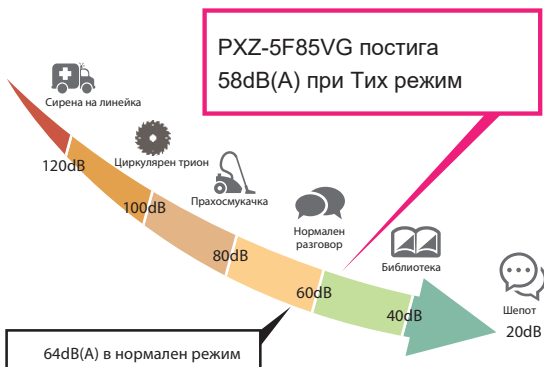 PXZ-5F85VG постига
58dB(A) при Тих режим
Сирена на линейка
120dB
Циркулярен трион
100dB
Прахосмукачка
80dB
Нормален
разговор
60dB
Библиотека
40dB
Шепот
20dB
64dB(A) в нормален режим